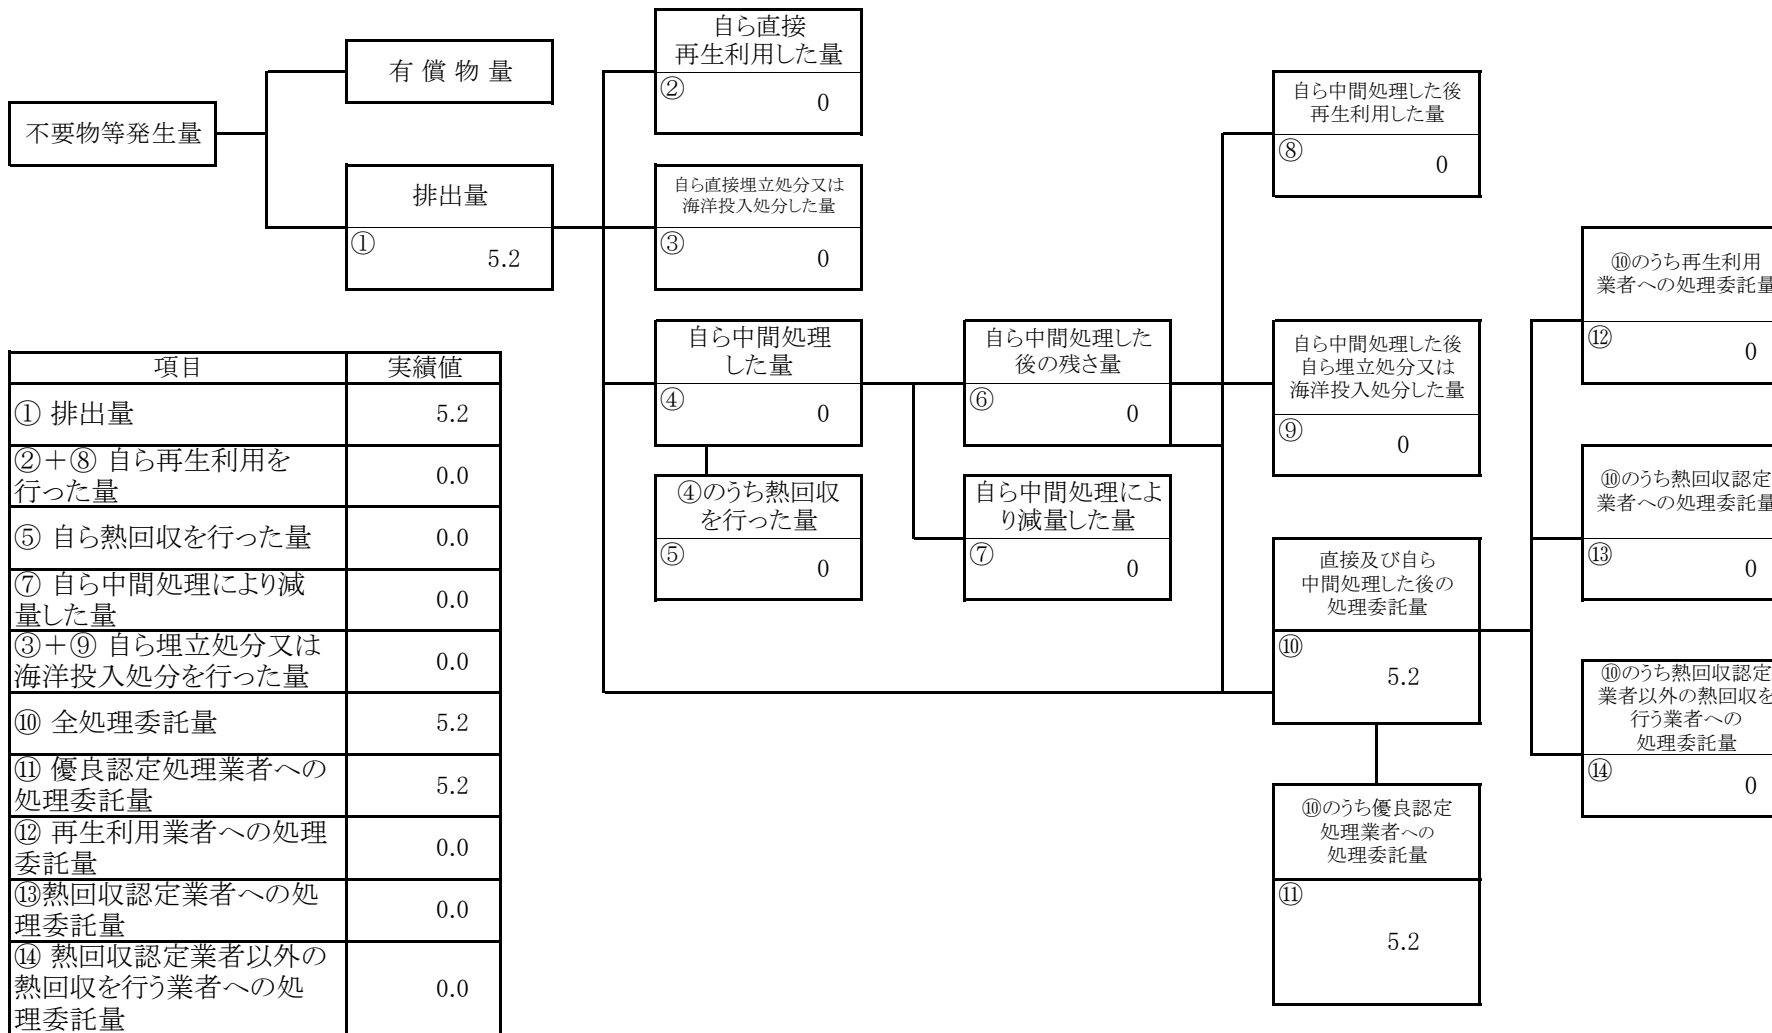 不要物等発生量
有 償 物 量
排出量
①
5.2
自ら直接
再生利用した量
②
0
自ら直接埋立処分又は
海洋投入処分した量
③
0
自ら中間処理
した量
④
0
④のうち熱回収
を行った量
⑤
0
自ら中間処理した
後の残さ量
⑥
0
自ら中間処理によ
り減量した量
⑦
0
自ら中間処理した後
再生利用した量
⑧
0
自ら中間処理した後
自ら埋立処分又は
海洋投入処分した量
⑨
0
直接及び自ら
中間処理した後の
処理委託量
⑩
5.2
⑩のうち優良認定
処理業者への
処理委託量
⑪
5.2
⑩のうち再生利用
業者への処理委託量
⑫
0
⑩のうち熱回収認定
業者への処理委託量
⑬
0
⑩のうち熱回収認定
業者以外の熱回収を
行う業者への
処理委託量
⑭
0
項目 実績値
① 排出量 5.2
②＋⑧ 自ら再生利用を
行った量 0.0
⑤ 自ら熱回収を行った量 0.0
⑦ 自ら中間処理により減
量した量 0.0
③＋⑨ 自ら埋立処分又は
海洋投入処分を行った量 0.0
⑩ 全処理委託量 5.2
⑪ 優良認定処理業者への
処理委託量 5.2
⑫ 再生利用業者への処理
委託量 0.0
⑬熱回収認定業者への処
理委託量 0.0
⑭ 熱回収認定業者以外の
熱回収を行う業者への処
理委託量 0.0